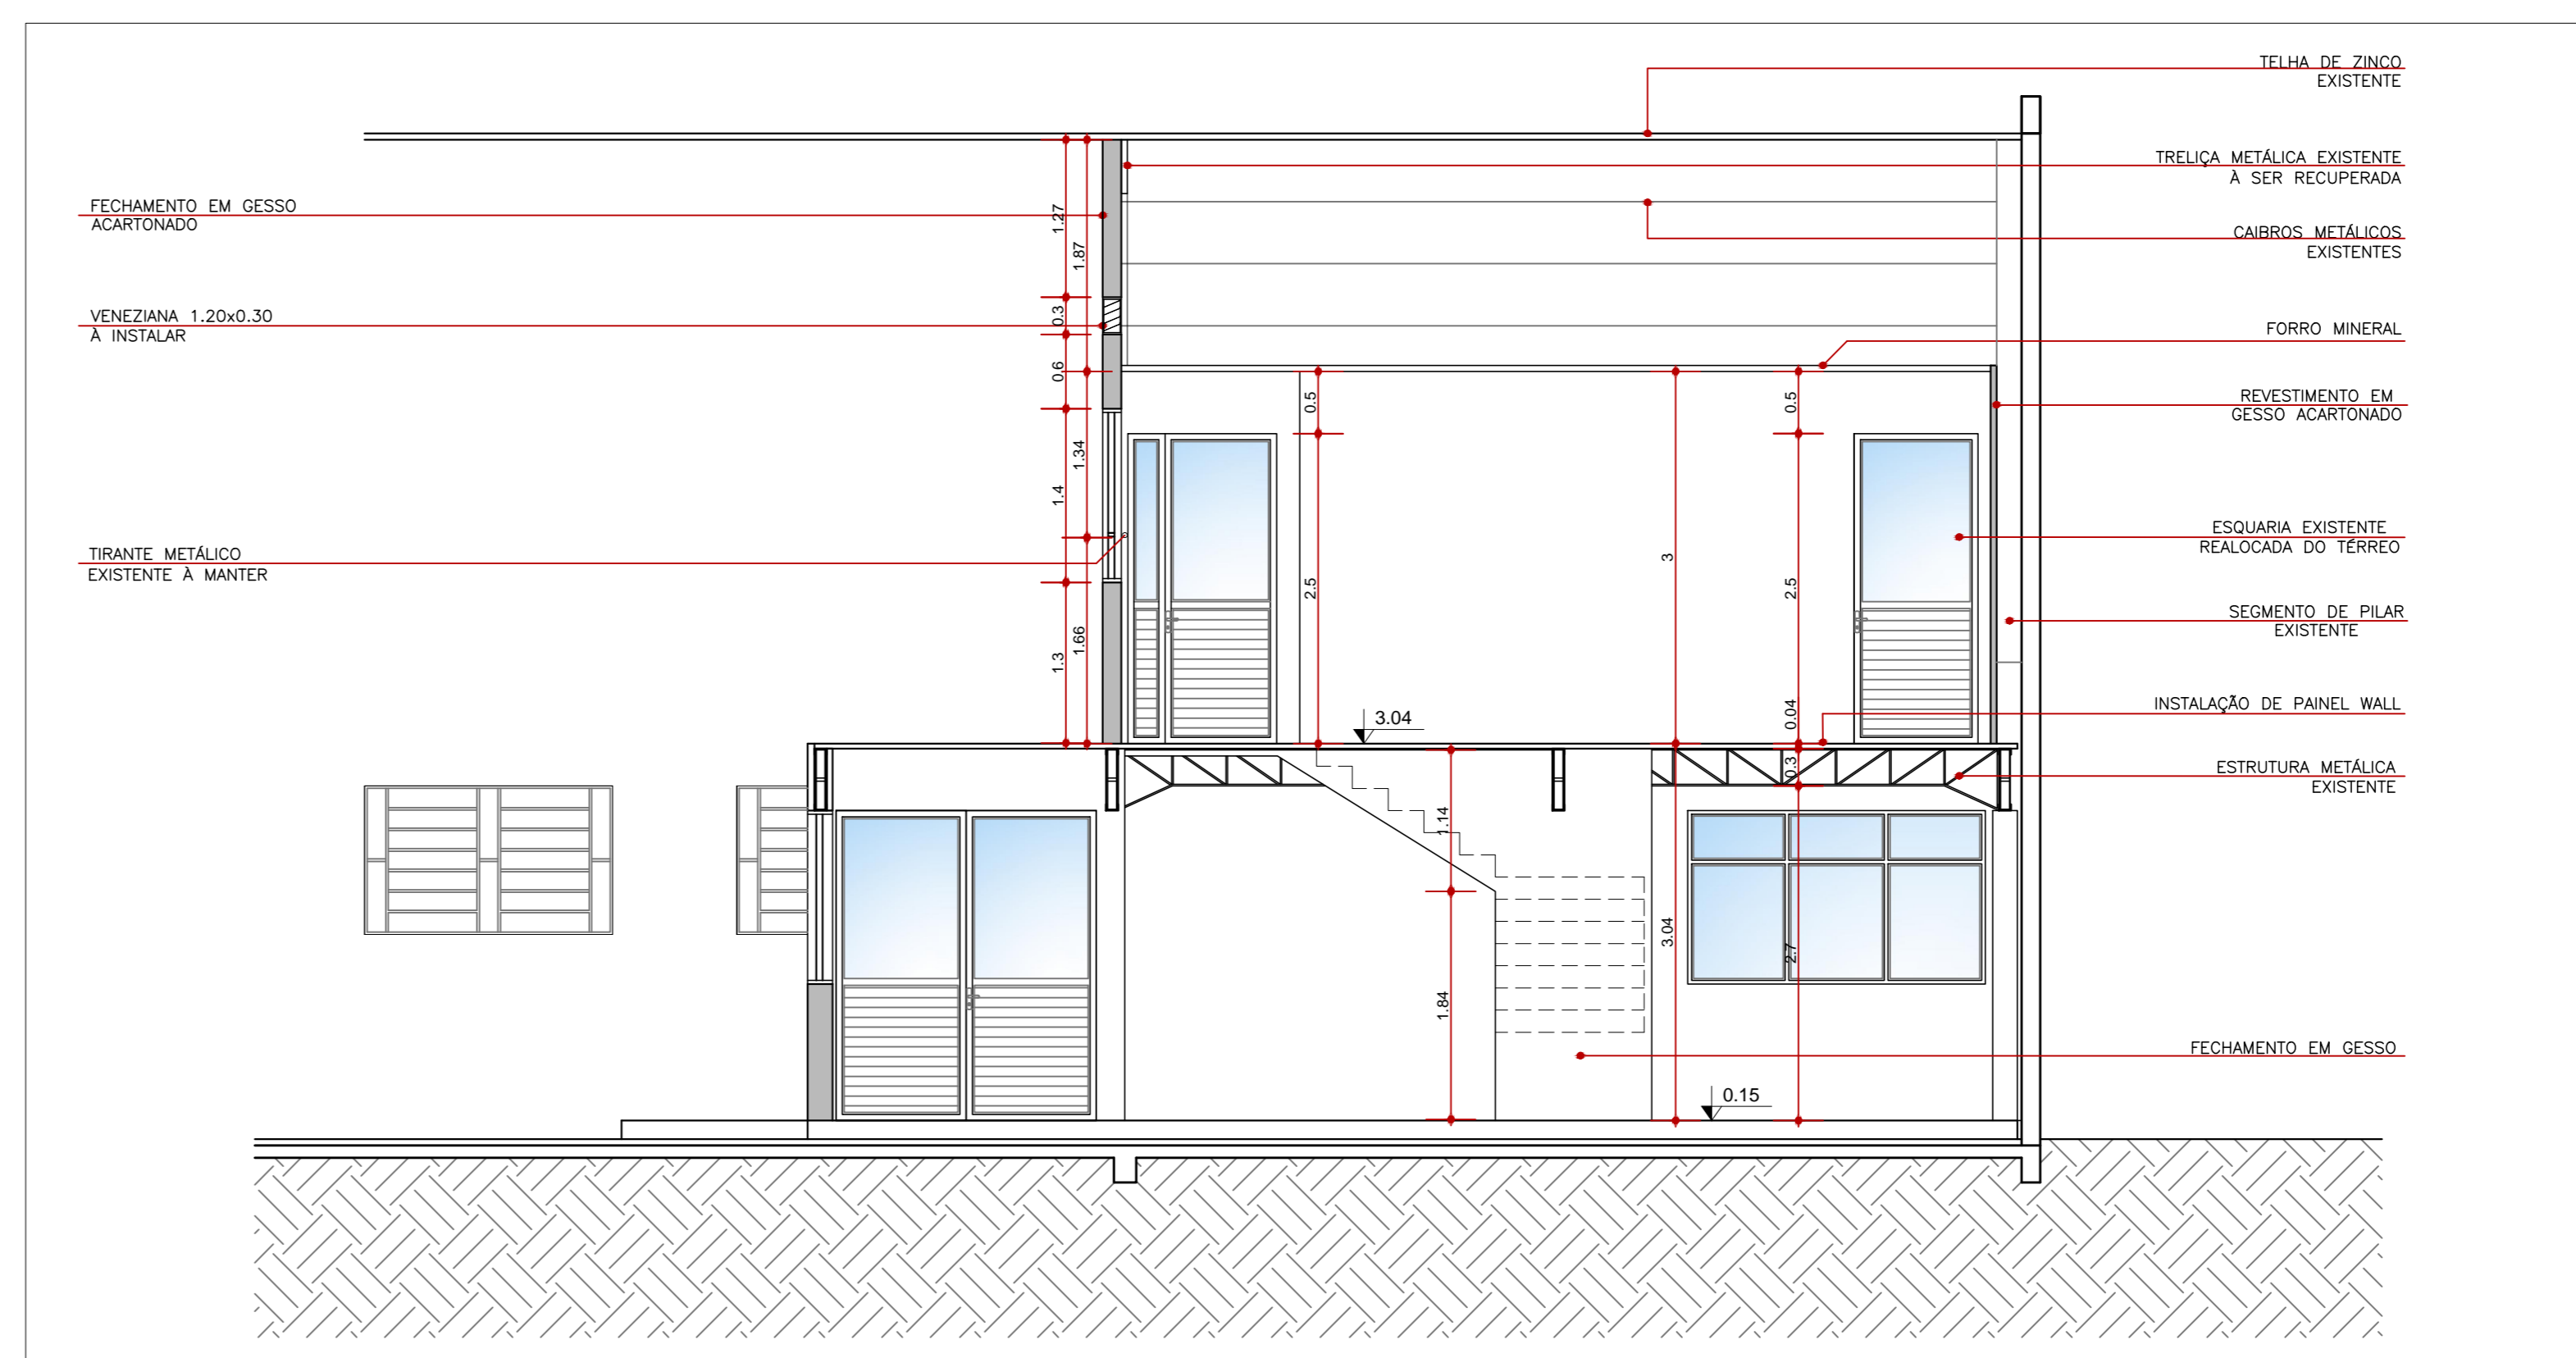 TELHA DE ZINCO
EXISTENTE
TRELIÇA METÁLICA EXISTENTE
À SER RECUPERADA
FECHAMENTO EM GESSO
ACARTONADO
CAIBROS METÁLICOS
EXISTENTES
VENEZIANA 1.20x0.30
À INSTALAR
FORRO MINERAL
REVESTIMENTO EM
GESSO ACARTONADO
ESQUARIA EXISTENTE
REALOCADA DO TÉRREO
TIRANTE METÁLICO
EXISTENTE À MANTER
SEGMENTO DE PILAR
EXISTENTE
INSTALAÇÃO DE PAINEL WALL
ESTRUTURA METÁLICA
EXISTENTE
FECHAMENTO EM GESSO
1.27
0.3
0.6
1.4
1.3
1.87
1.34
1.66
0.5
2.5
3
3.04
0.5
2.5
0.04
0.3
2.7
3.04
1.14
1.84
0.15